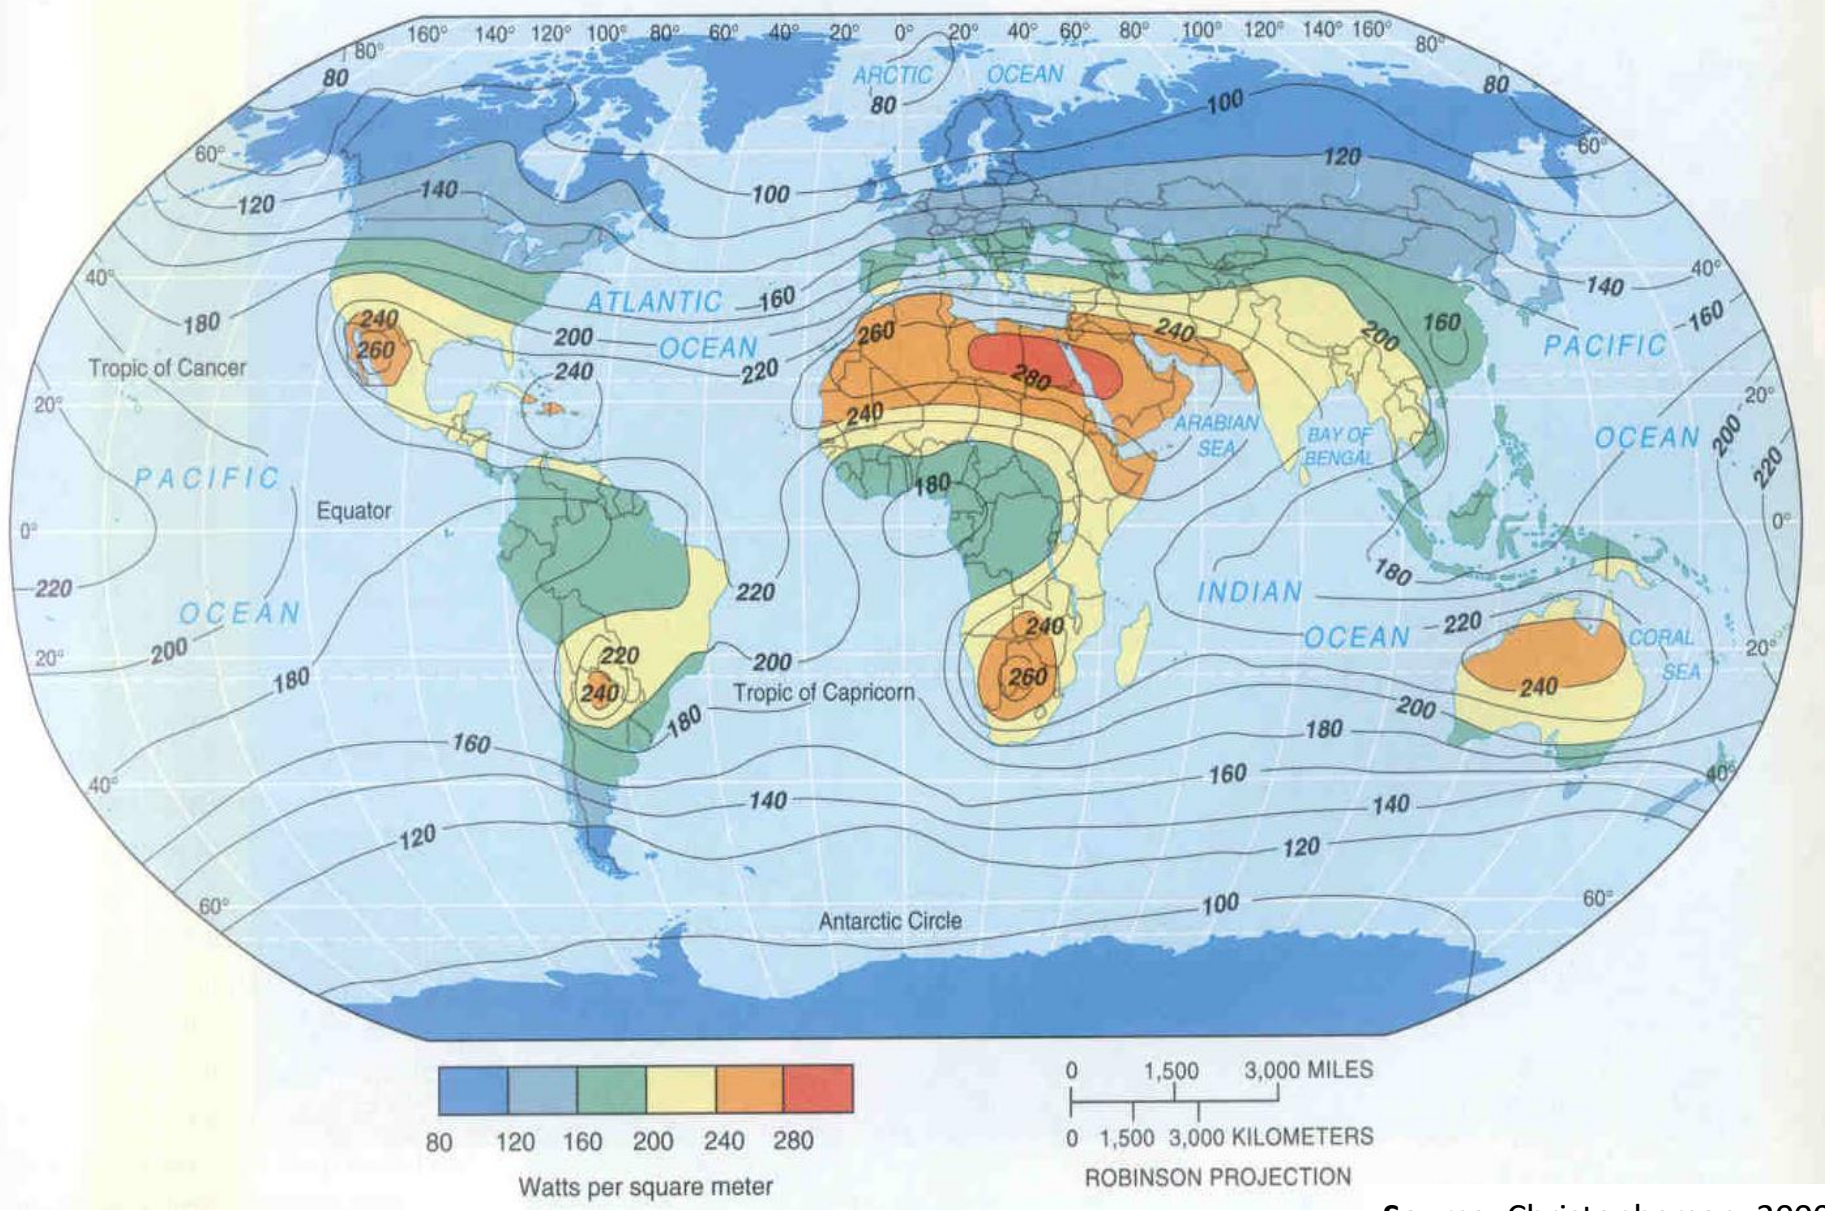 160° 140° 120° 100° 80° 60° 40° 20° 0° 20° 40° 60° 80° 100° 120° 140° 160°
80° 80°
80 ARCTIC OCEAN 80
80
100
60° 60°
120
140 100
120
40° 40°
140
ATLANTIC 160
180 160
240 200 260 240 200 160
OCEAN PACIFIC
260
Tropic of Cancer 240 220 280
20° 240 20°
ARABIAN
SEA
BAY OF
BENGAL
OCEAN 200
PACIFIC 180 220
Equator
0° 0°
180
220 220 INDIAN
OCEAN 240 220
OCEAN CORAL
SEA
200 220 200 20°
20° 260
180 240 Tropic of Capricorn 240
200
180 180
160 160
40° 40°
140 140
120 120
60° 100 60°
Antarctic Circle
0 1,500 3,000 MILES
80 120 160 200 240 280
0 1,500 3,000 KILOMETERS
Watts per square meter
ROBINSON PROJECTION